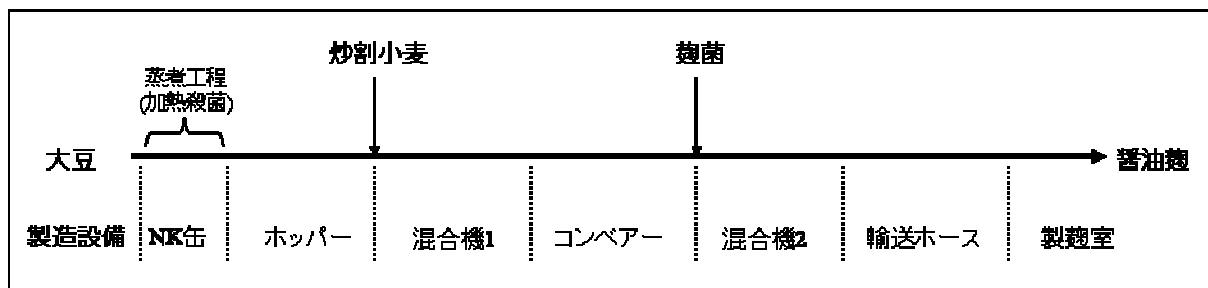 炒割小麦
麹菌
蒸煮工程
(加熱殺菌)
大豆
醤油麹
製造設備
NK缶
ホッパー
混合機1
コンベアー
混合機2
輸送ホース
製麹室